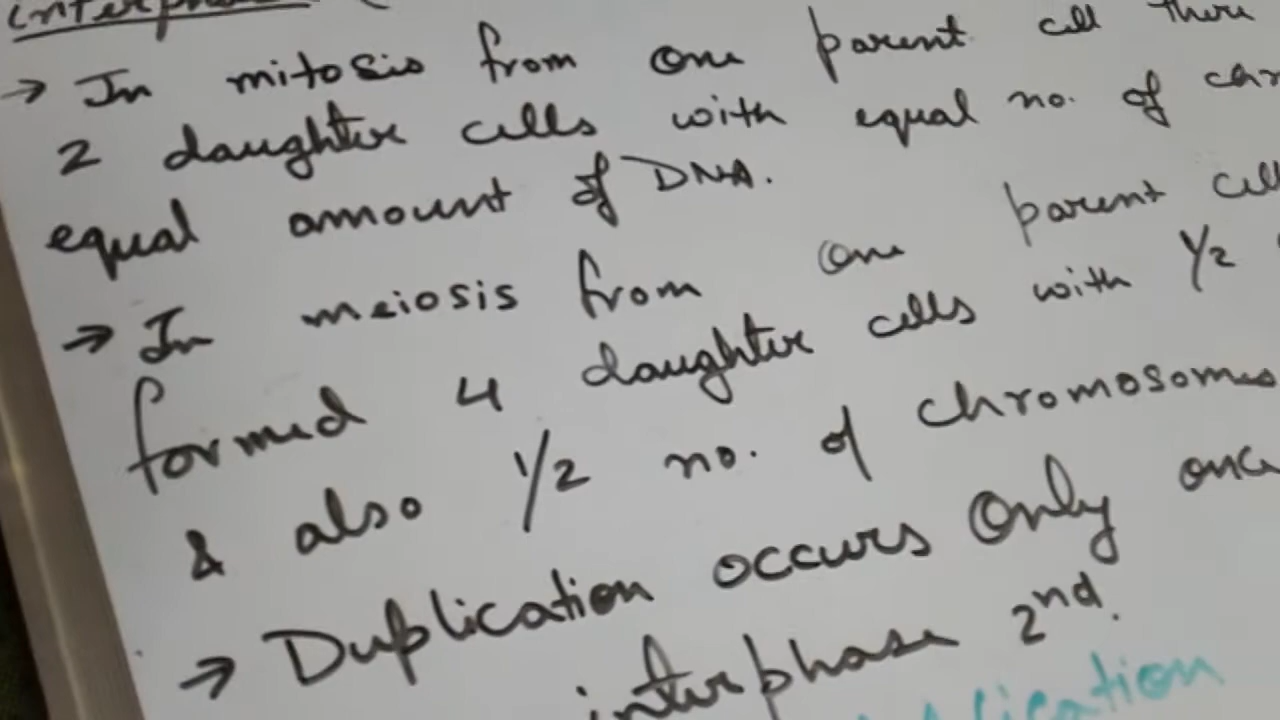 → In mitosis from one parent cell there
2 daughter cells with equal no. of
equal amount of DNA.
→ In meiosis from one parent cell
formed 4 daughter cells with 1/2
& also 1/2 no. of chromosomes
→ Duplication occurs only once
interphase 2nd.